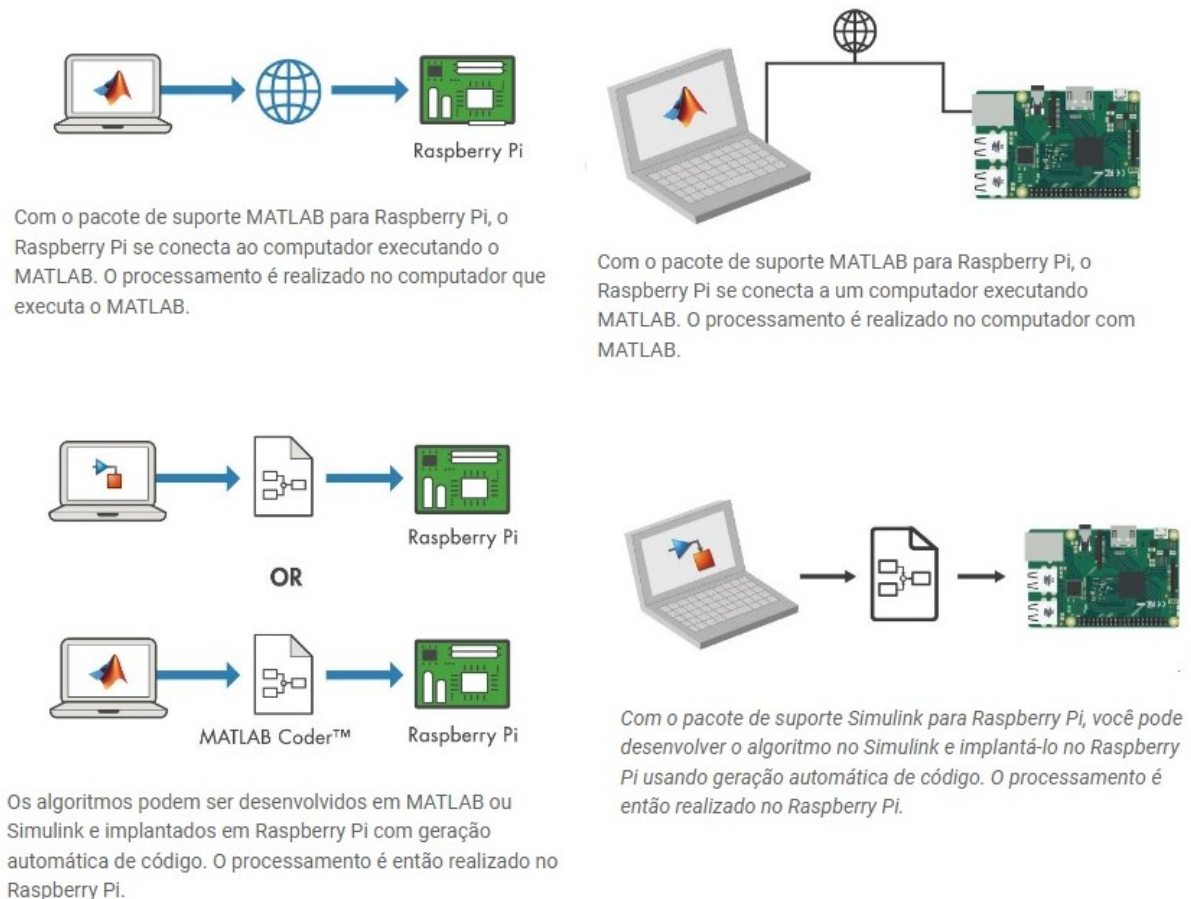 Raspberry Pi
Com o pacote de suporte MATLAB para Raspberry Pi, o
Raspberry Pi se conecta ao computador executando o
MATLAB. O processamento é realizado no computador que
executa o MATLAB.
Com o pacote de suporte MATLAB para Raspberry Pi, o
Raspberry Pi se conecta a um computador executando
MATLAB. O processamento é realizado no computador com
MATLAB.
Raspberry Pi
OR
MATLAB Coder™
Raspberry Pi
Os algoritmos podem ser desenvolvidos em MATLAB ou
Simulink e implantados em Raspberry Pi com geração
automática de código. O processamento é então realizado no
Raspberry Pi.
Com o pacote de suporte Simulink para Raspberry Pi, você pode
desenvolver o algoritmo no Simulink e implantá-lo no Raspberry
Pi usando geração automática de código. O processamento é
então realizado no Raspberry Pi.